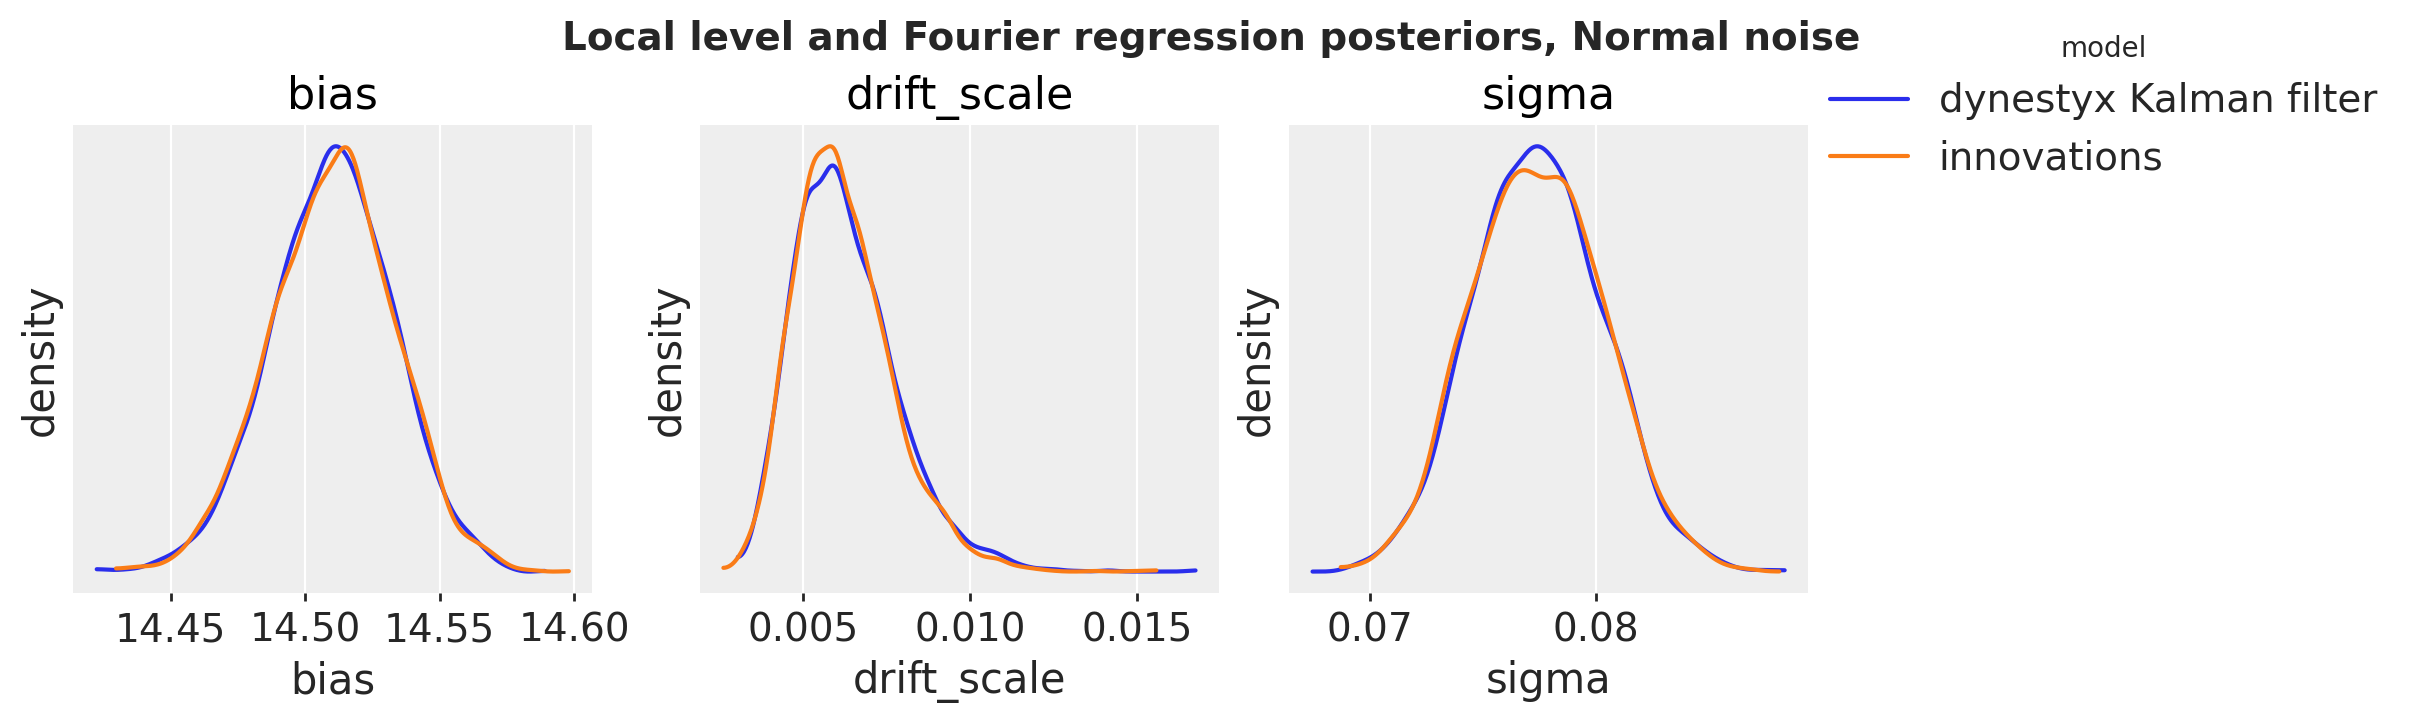 Local level and Fourier regression posteriors, Normal noise
model
dynestyx Kalman filter
innovations
bias
density
14.45 14.50 14.55 14.60
bias
drift_scale
density
0.005 0.010 0.015
drift_scale
sigma
density
0.07 0.08
sigma